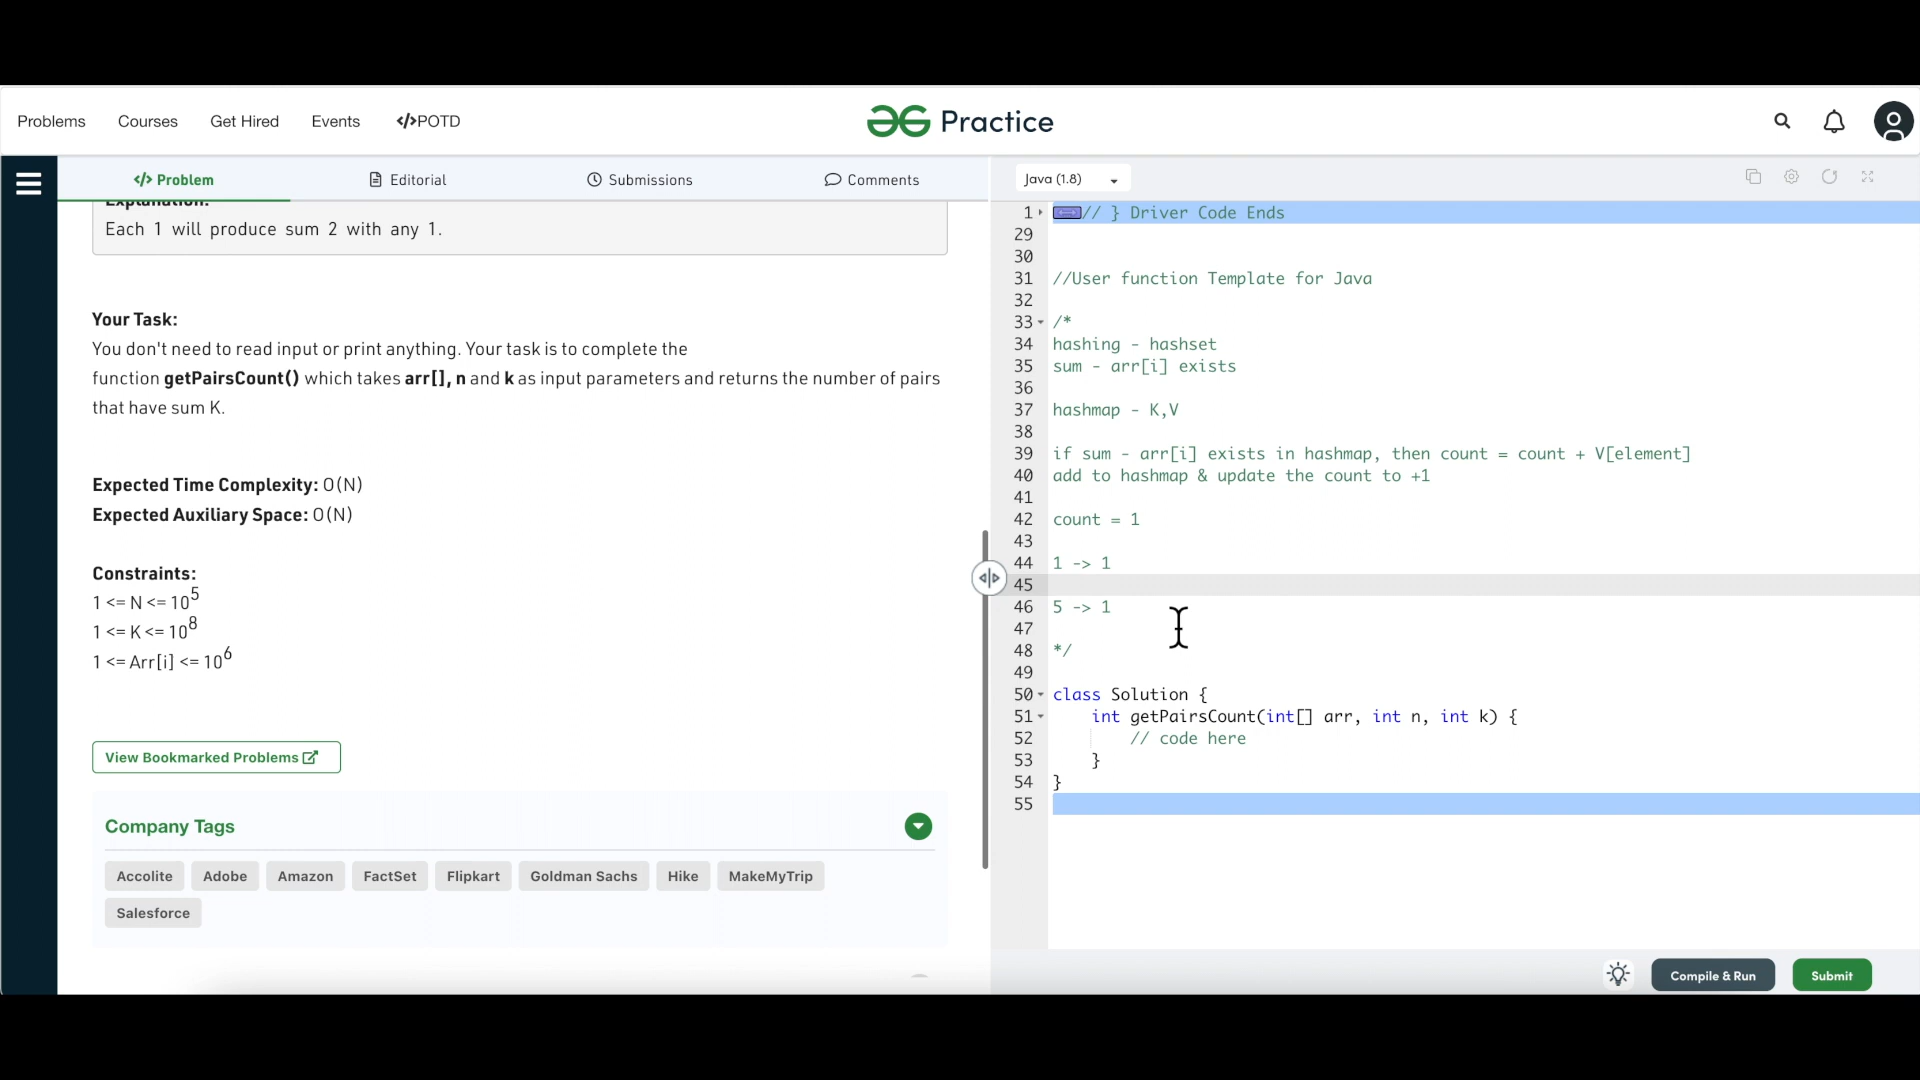 Problems Courses Get Hired Events </>POTD
Practice
</> Problem Editorial Submissions Comments
Java (1.8)
Explanation:
Each 1 will produce sum 2 with any 1.
Your Task:
You don't need to read input or print anything. Your task is to complete the
function getPairsCount() which takes arr[], n and k as input parameters and returns the number of pairs
that have sum K.
Expected Time Complexity: O(N)
Expected Auxiliary Space: O(N)
Constraints:
1 <= N <= 10^5
1 <= K <= 10^8
1 <= Arr[i] <= 10^6
View Bookmarked Problems
Company Tags
Accolite Adobe Amazon FactSet Flipkart Goldman Sachs Hike MakeMyTrip
Salesforce
1 // } Driver Code Ends
29
30
31 //User function Template for Java
32
33 /*
34 hashing - hashset
35 sum - arr[i] exists
36
37 hashmap - K,V
38
39 if sum - arr[i] exists in hashmap, then count = count + V[element]
40 add to hashmap & update the count to +1
41
42 count = 1
43
44 1 -> 1
45
46 5 -> 1
47
48 */
49
50 class Solution {
51 int getPairsCount(int[] arr, int n, int k) {
52 // code here
53 }
54 }
55
Compile & Run Submit